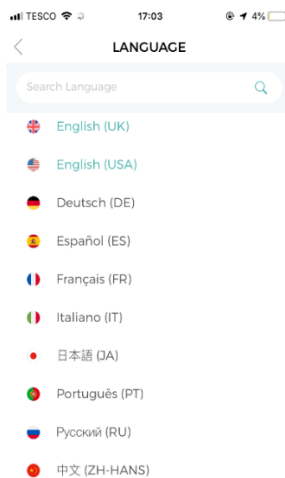 TESCO 17:03 4%
LANGUAGE
Search Language
English (UK)
English (USA)
Deutsch (DE)
Español (ES)
Français (FR)
Italiano (IT)
日本語 (JA)
Português (PT)
Русский (RU)
中文 (ZH-HANS)